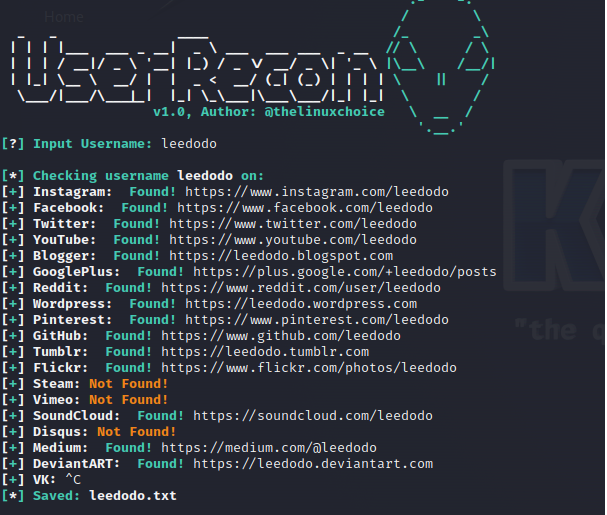 Home
User-Recon
v1.0, Author: @thelinuxchoice
[?] Input Username: leedodo
[*] Checking username leedodo on:
[+] Instagram: Found! https://www.instagram.com/leedodo
[+] Facebook: Found! https://www.facebook.com/leedodo
[+] Twitter: Found! https://www.twitter.com/leedodo
[+] YouTube: Found! https://www.youtube.com/leedodo
[+] Blogger: Found! https://leedodo.blogspot.com
[+] GooglePlus: Found! https://plus.google.com/+leedodo/posts
[+] Reddit: Found! https://www.reddit.com/user/leedodo
[+] Wordpress: Found! https://leedodo.wordpress.com
[+] Pinterest: Found! https://www.pinterest.com/leedodo
[+] GitHub: Found! https://www.github.com/leedodo
[+] Tumblr: Found! https://leedodo.tumblr.com
[+] Flickr: Found! https://www.flickr.com/photos/leedodo
[+] Steam: Not Found!
[+] Vimeo: Not Found!
[+] SoundCloud: Found! https://soundcloud.com/leedodo
[+] Disqus: Not Found!
[+] Medium: Found! https://medium.com/@leedodo
[+] DeviantART: Found! https://leedodo.deviantart.com
[+] VK: ^C
[*] Saved: leedodo.txt
K
"the q